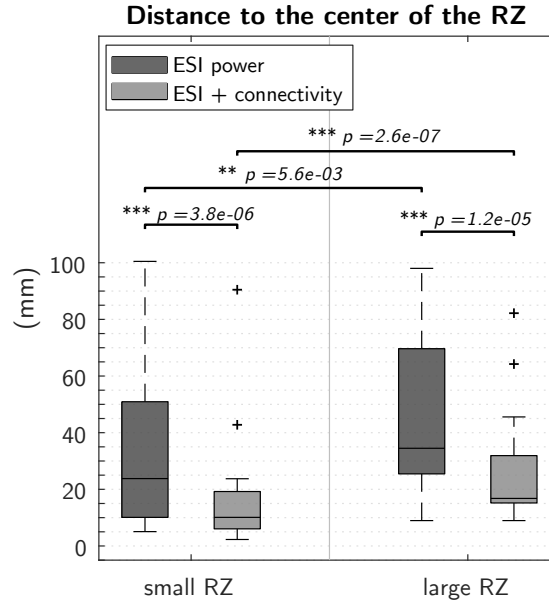 Distance to the center of the RZ
ESI power
ESI + connectivity
*** p =2.6e-07
** p =5.6e-03
*** p =3.8e-06
*** p =1.2e-05
(mm)
100
80
60
40
20
0
small RZ
large RZ